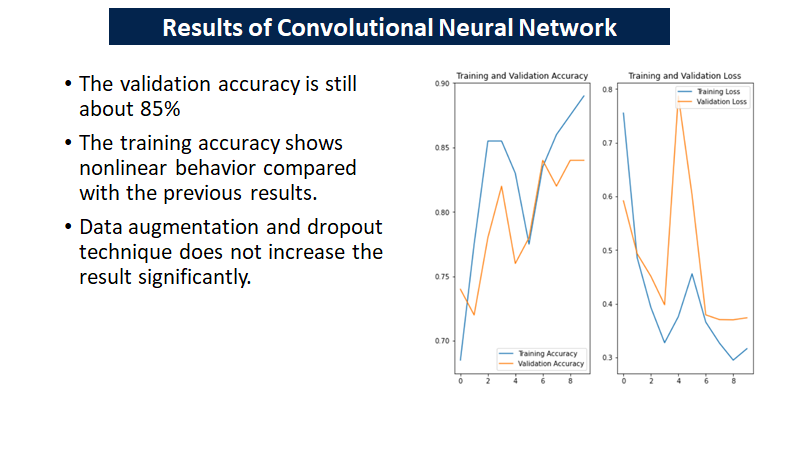 Results of Convolutional Neural Network
• The validation accuracy is still
about 85%
• The training accuracy shows
nonlinear behavior compared
with the previous results.
• Data augmentation and dropout
technique does not increase the
result significantly.
Training and Validation Accuracy
0.90
0.85
0.80
0.75
0.70
0 2 4 6 8
Training Accuracy
Validation Accuracy
Training and Validation Loss
Training Loss
Validation Loss
0.8
0.7
0.6
0.5
0.4
0.3
0 2 4 6 8